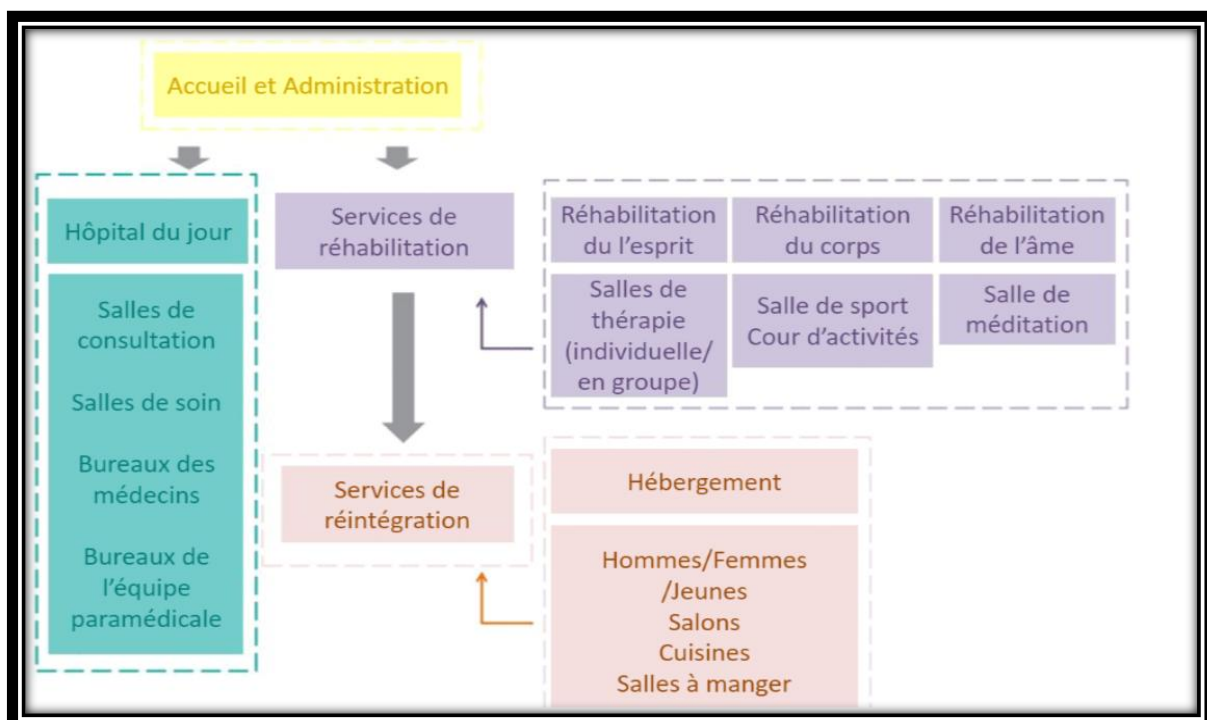 Accueil et Administration
Hôpital du jour
Salles de
consultation
Salles de soin
Bureaux des
médecins
Bureaux de
l'équipe
paramédicale
Services de
réhabilitation
Réhabilitation
du l'esprit
Salles de
thérapie
(individuelle/
en groupe)
Réhabilitation
du corps
Salle de sport
Cour d'activités
Réhabilitation
de l'âme
Salle de
méditation
Services de
réintégration
Hébergement
Hommes/Femmes
/Jeunes
Salons
Cuisines
Salles à manger